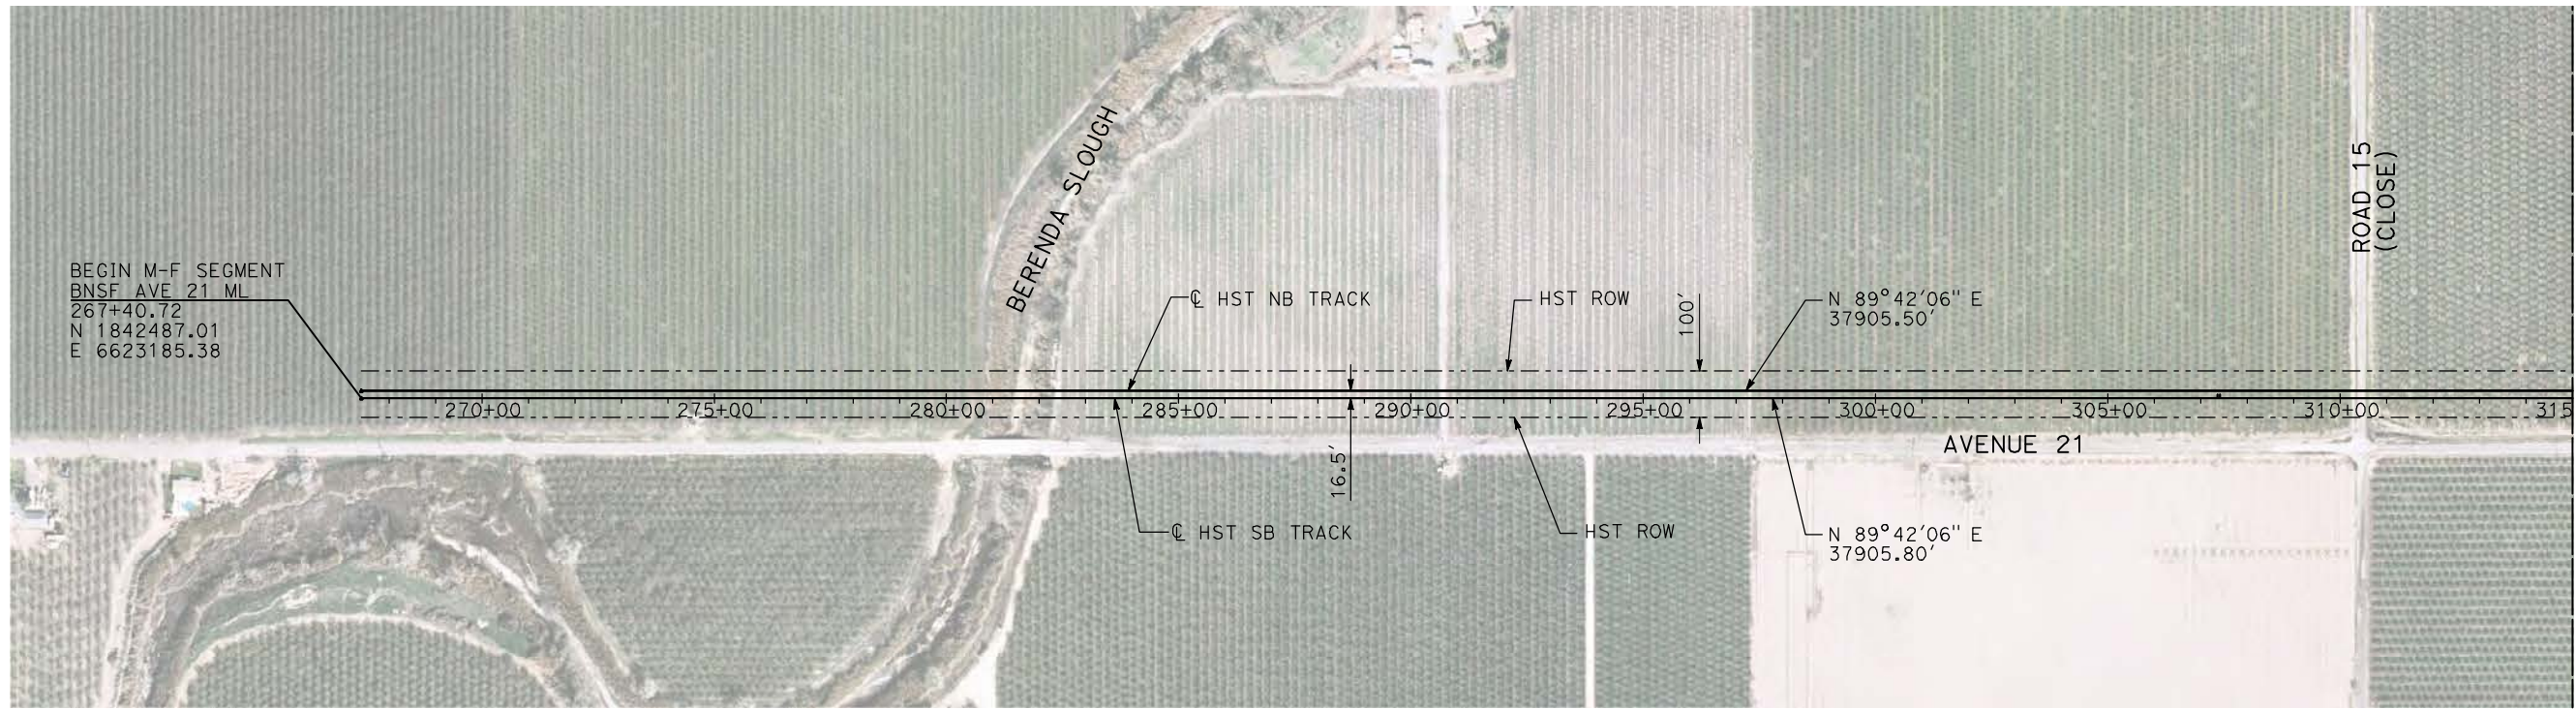 BEGIN M-F SEGMENT
BNSF AVE 21 ML
267+40.72
N 1842487.01
E 6623185.38
BERENDA SLOUGH
℄ HST NB TRACK
HST ROW
100'
N 89°42'06" E
37905.50'
ROAD 15
(CLOSE)
270+00
275+00
280+00
285+00
290+00
295+00
300+00
305+00
310+00
315
AVENUE 21
16.5'
℄ HST SB TRACK
HST ROW
N 89°42'06" E
37905.80'